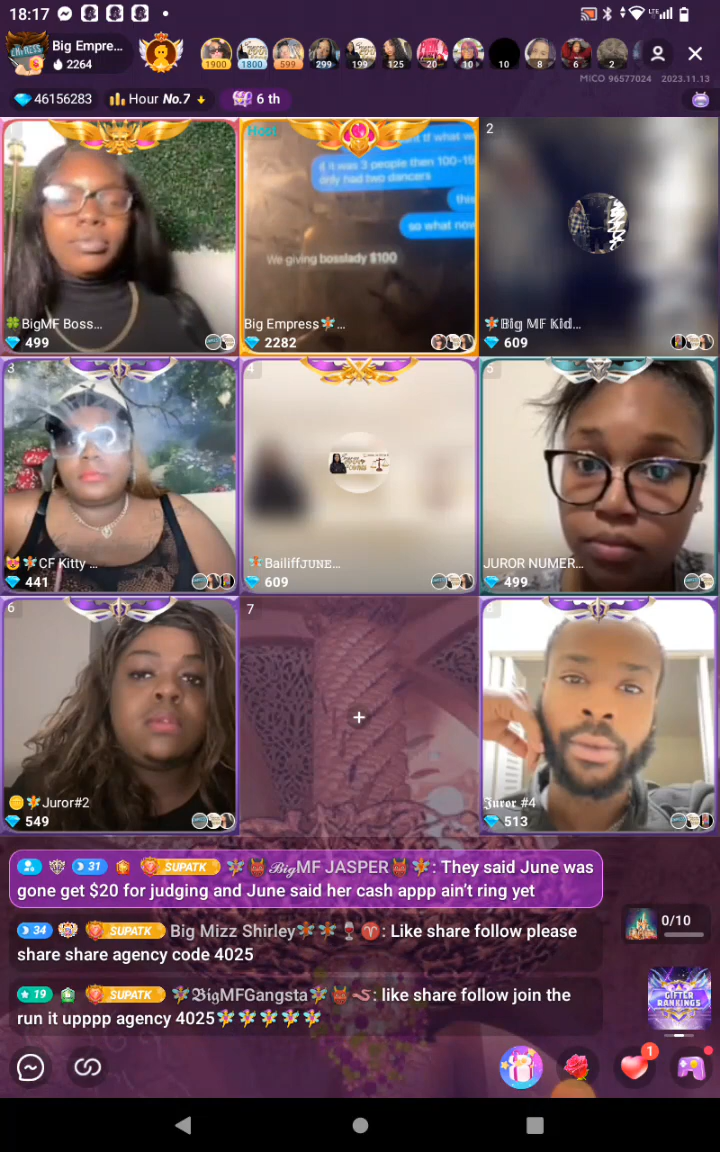 18:17
LTE
Big Empre...
2264
1900
1800
599
299
199
125
20
10
10
8
6
2
MICO 96577024 2023.11.13
46156283
Hour No.7
6 th
🍀BigMF Boss...
499
Host
if it was 3 people then 100-15
only had two dancers
this
so what now
We giving bosslady $100
Big Empress🧚...
2282
2
🧚𝔹𝕚𝕘 𝕄𝔽 𝕂𝕚𝕕...
609
3
😻🧚CF Kitty ...
441
4
🧚Bailiffᴊᴜɴᴇ...
609
5
JUROR NUMER...
499
6
🪙🧚Juror#2
549
7
+
8
𝕵𝖚𝖗𝖔𝖗 #4
513
31 SUPATK 🧚👹ℬ𝒾ℊMF JASPER👹🧚: They said June was
gone get $20 for judging and June said her cash appp ain't ring yet
34 SUPATK Big Mizz Shirley🧚🧚🍷♈: Like share follow please
share share agency code 4025
0/10
19 SUPATK 🧚𝕭𝖎𝖌MFGangsta🧚👹🪱: like share follow join the
run it upppp agency 4025🧚🧚🧚🧚🧚
GIFTER
RANKINGS
1